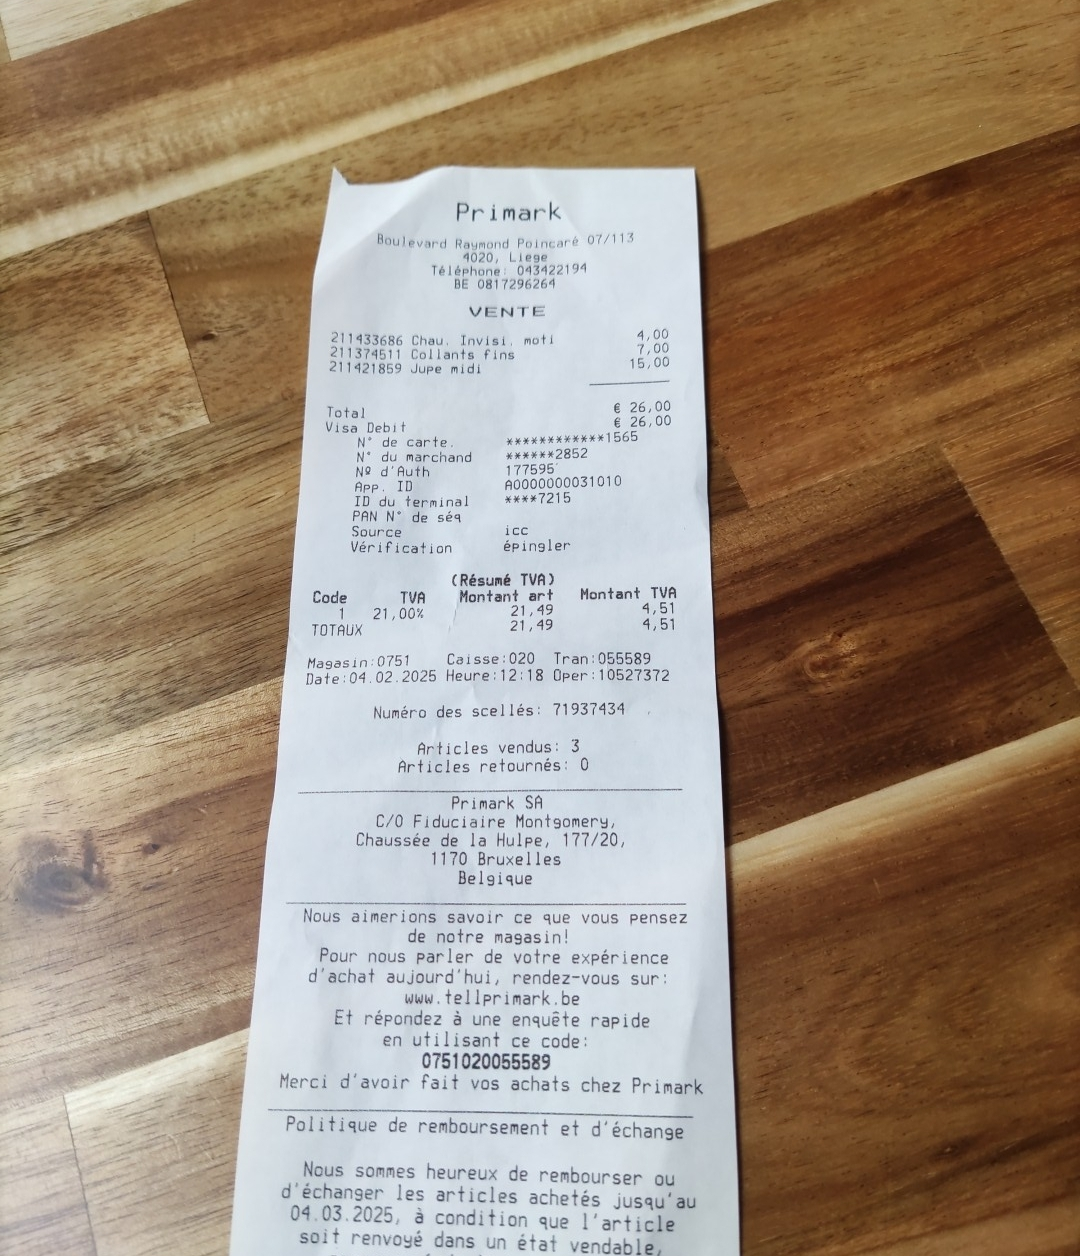 Primark
Boulevard Raymond Poincaré 07/113
4020, Liege
Téléphone: 043422194
BE 0817296264
VENTE
211433686 Chau. Invisi. moti 4,00
211374511 Collants fins 7,00
211421859 Jupe midi 15,00
Total € 26,00
Visa Debit € 26,00
N° de carte. ************1565
N° du marchand ******2852
Nº d'Auth 177595
App. ID A0000000031010
ID du terminal ****7215
PAN N° de séq
Source icc
Vérification épingler
(Résumé TVA)
Code TVA Montant art Montant TVA
1 21,00% 21,49 4,51
TOTAUX 21,49 4,51
Magasin:0751 Caisse:020 Tran:055589
Date:04.02.2025 Heure:12:18 Oper:10527372
Numéro des scellés: 71937434
Articles vendus: 3
Articles retournés: 0
Primark SA
C/O Fiduciaire Montgomery,
Chaussée de la Hulpe, 177/20,
1170 Bruxelles
Belgique
Nous aimerions savoir ce que vous pensez
de notre magasin!
Pour nous parler de votre expérience
d'achat aujourd'hui, rendez-vous sur:
www.tellprimark.be
Et répondez à une enquête rapide
en utilisant ce code:
0751020055589
Merci d'avoir fait vos achats chez Primark
Politique de remboursement et d'échange
Nous sommes heureux de rembourser ou
d'échanger les articles achetés jusqu'au
04.03.2025, à condition que l'article
soit renvoyé dans un état vendable,